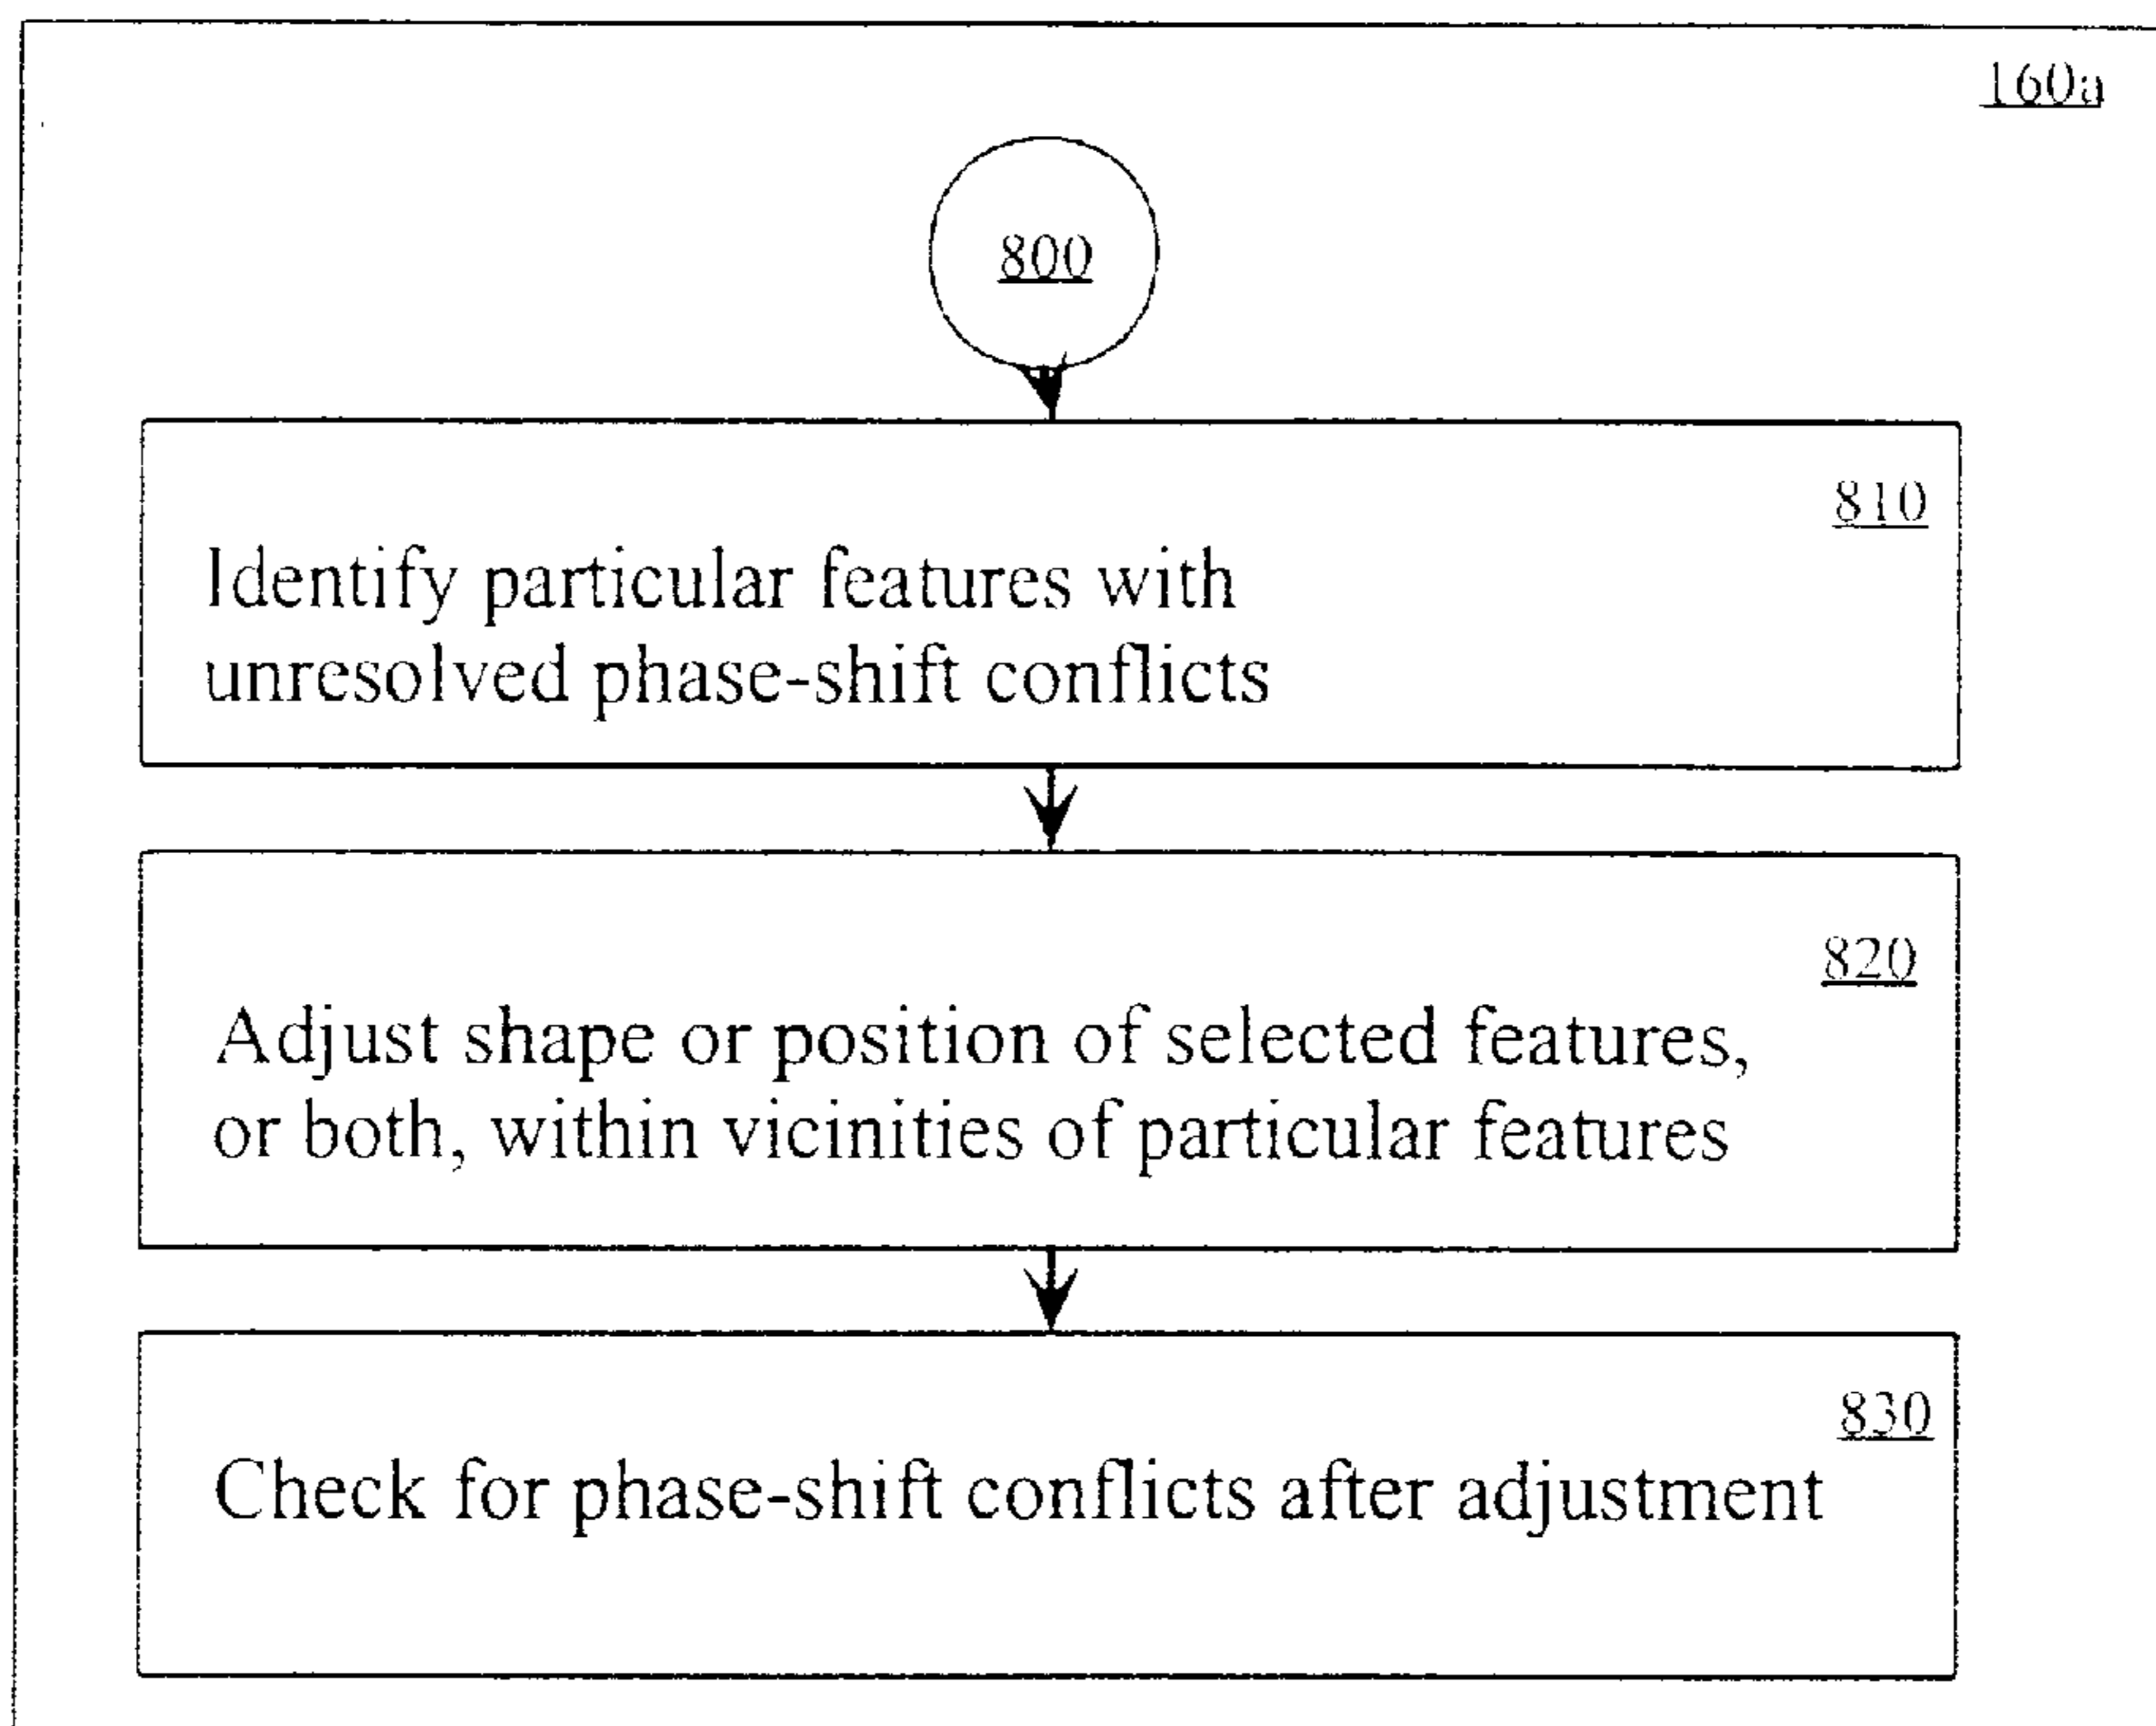 160a
800
810
Identify particular features with
unresolved phase-shift conflicts
820
Adjust shape or position of selected features,
or both, within vicinities of particular features
830
Check for phase-shift conflicts after adjustment